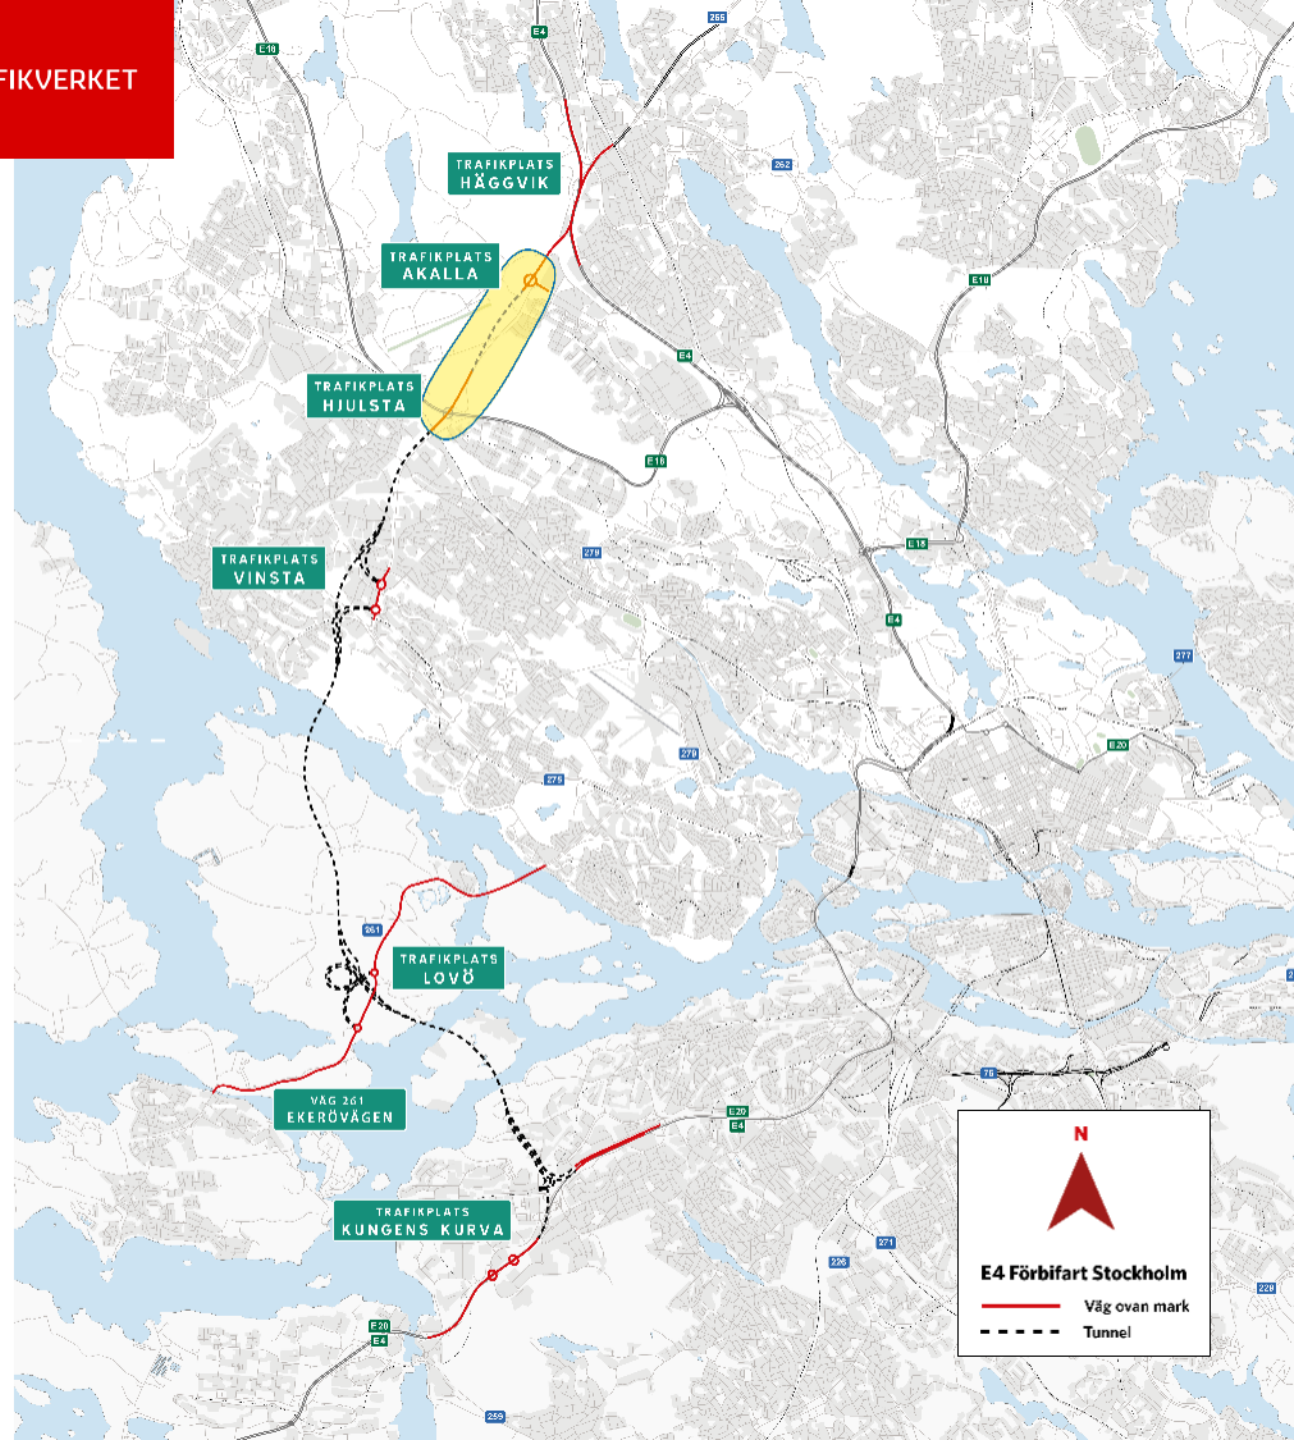 FIKVERKET
E18
E4
265
262
TRAFIKPLATS
HÄGGVIK
TRAFIKPLATS
AKALLA
E18
E4
TRAFIKPLATS
HJULSTA
E18
E18
TRAFIKPLATS
VINSTA
279
E4
277
E20
279
275
261
TRAFIKPLATS
LOVÖ
75
VÄG 261
EKERÖVÄGEN
E20
E4
TRAFIKPLATS
KUNGENS KURVA
271
226
229
E20
E4
259
N
E4 Förbifart Stockholm
Väg ovan mark
Tunnel